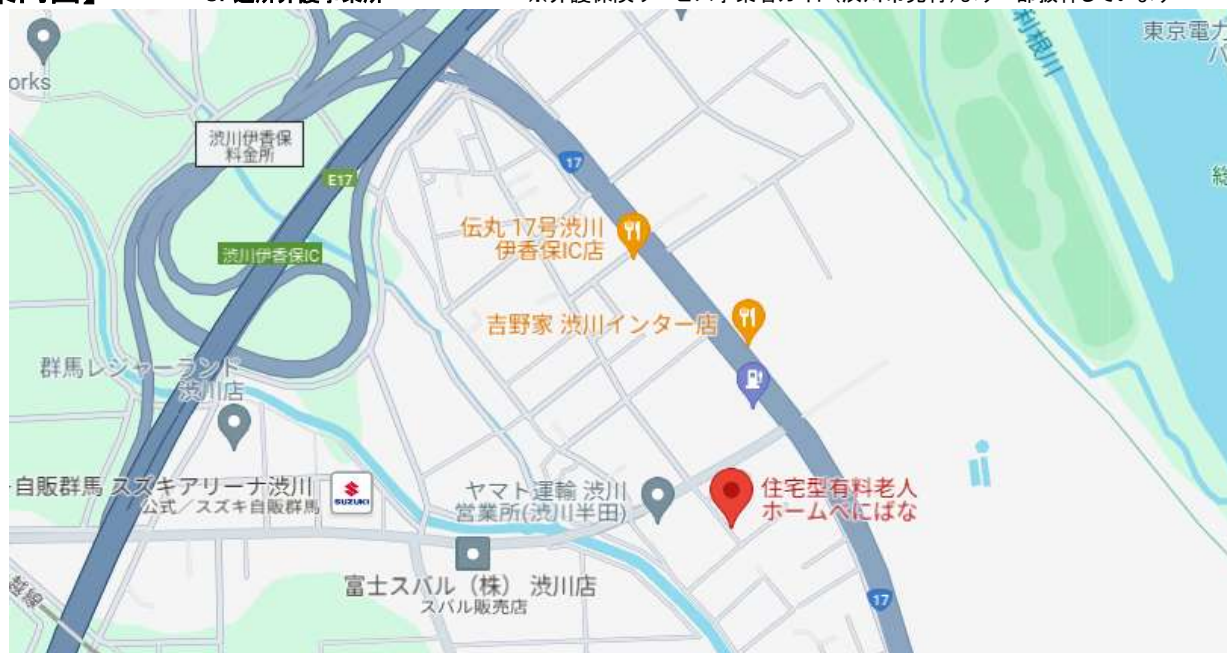 利根川
東京電力
orks
渋川伊香保
料金所
17
E17
伝丸 17号渋川
伊香保IC店
渋川伊香保IC
吉野家 渋川インター店
群馬レジャーランド
渋川店
自販群馬 スズキアリーナ渋川
公式/スズキ自販群馬
SUZUKI
ヤマト運輸 渋川
営業所(渋川半田)
住宅型有料老人
ホームべにばな
富士スバル（株） 渋川店
スバル販売店
17
越線